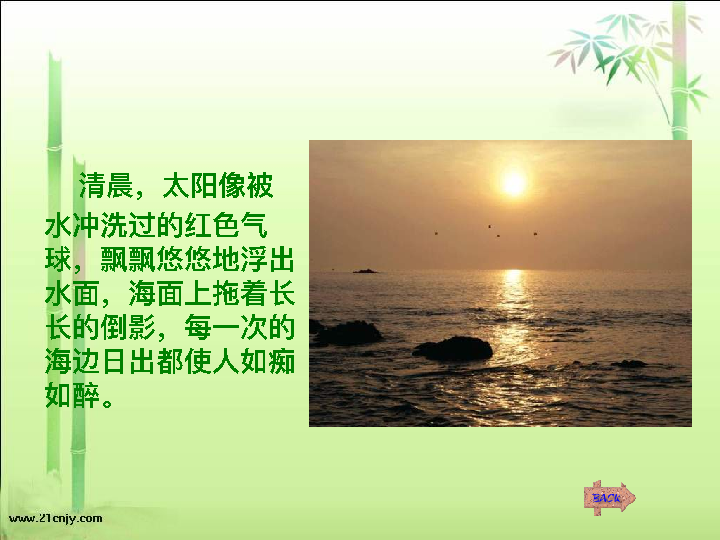 清晨，太阳像被
水冲洗过的红色气
球，飘飘悠悠地浮出
水面，海面上拖着长
长的倒影，每一次的
海边日出都使人如痴
如醉。
BACK
www.21cnjy.com